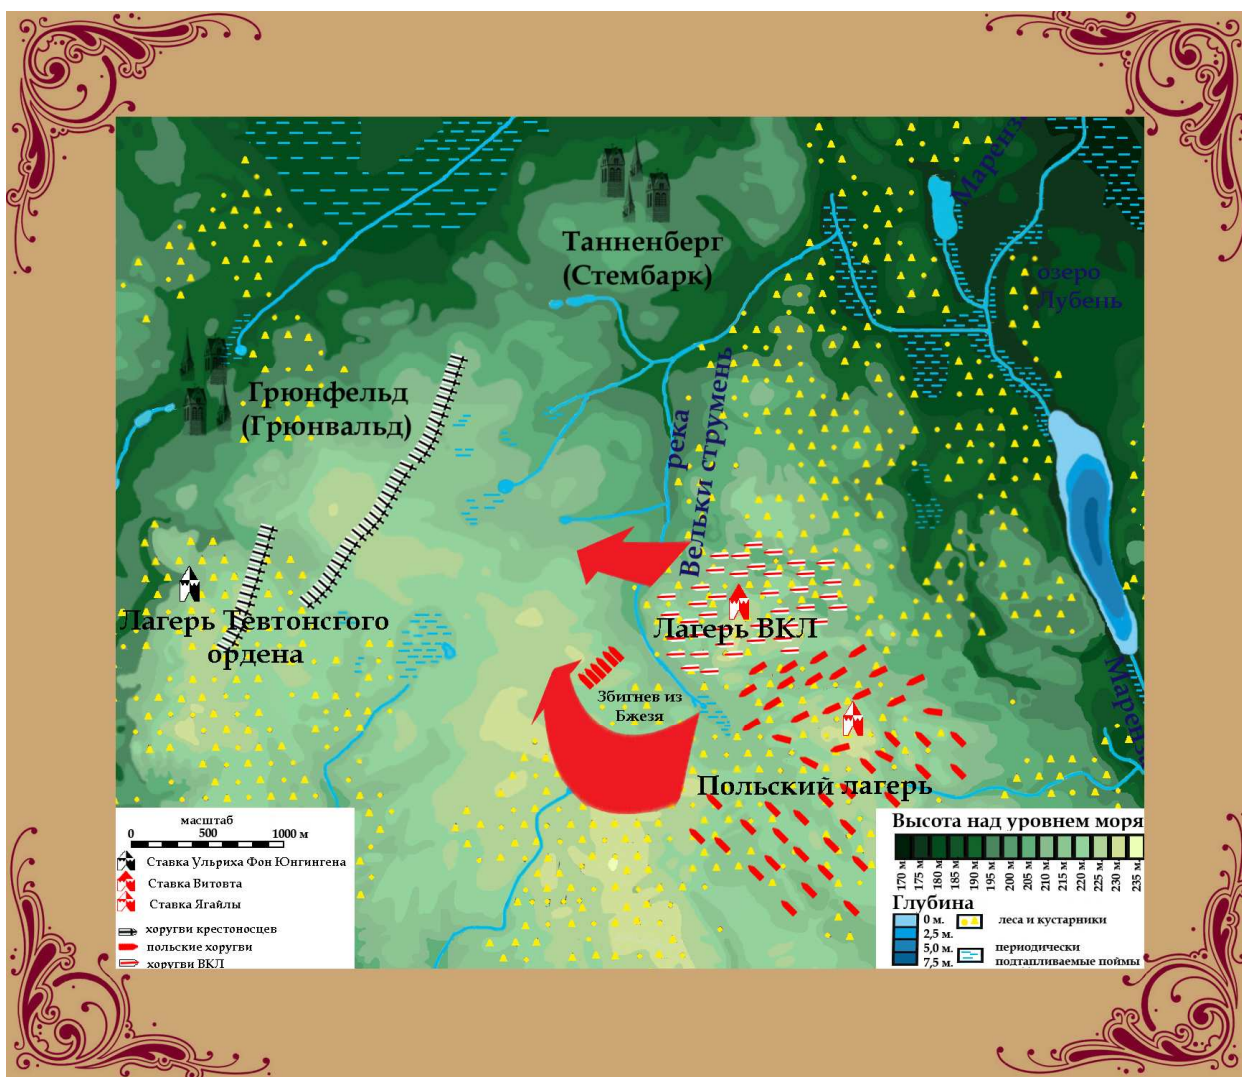 Маренза
Танненберг
(Стембарк)
озеро
Лубень
Грюнфельд
(Грюнвальд)
река
Вельки струмень
Лагерь Тевтонсгого
ордена
Лагерь ВКЛ
Збигнев из
Бжезя
Маренза
Польский лагерь
масштаб
0 500 1000 м
Ставка Ульриха Фон Юнгингена
Ставка Витовта
Ставка Ягайлы
хоругви крестоносцев
польские хоругви
хоругви ВКЛ
Высота над уровнем моря
170 м. 175 м. 180 м. 185 м. 190 м. 195 м. 200 м. 205 м. 210 м. 215 м. 220 м. 225 м. 230 м. 235 м.
Глубина
0 м.
2,5 м.
5,0 м.
7,5 м.
леса и кустарники
периодически
подтапливаемые поймы